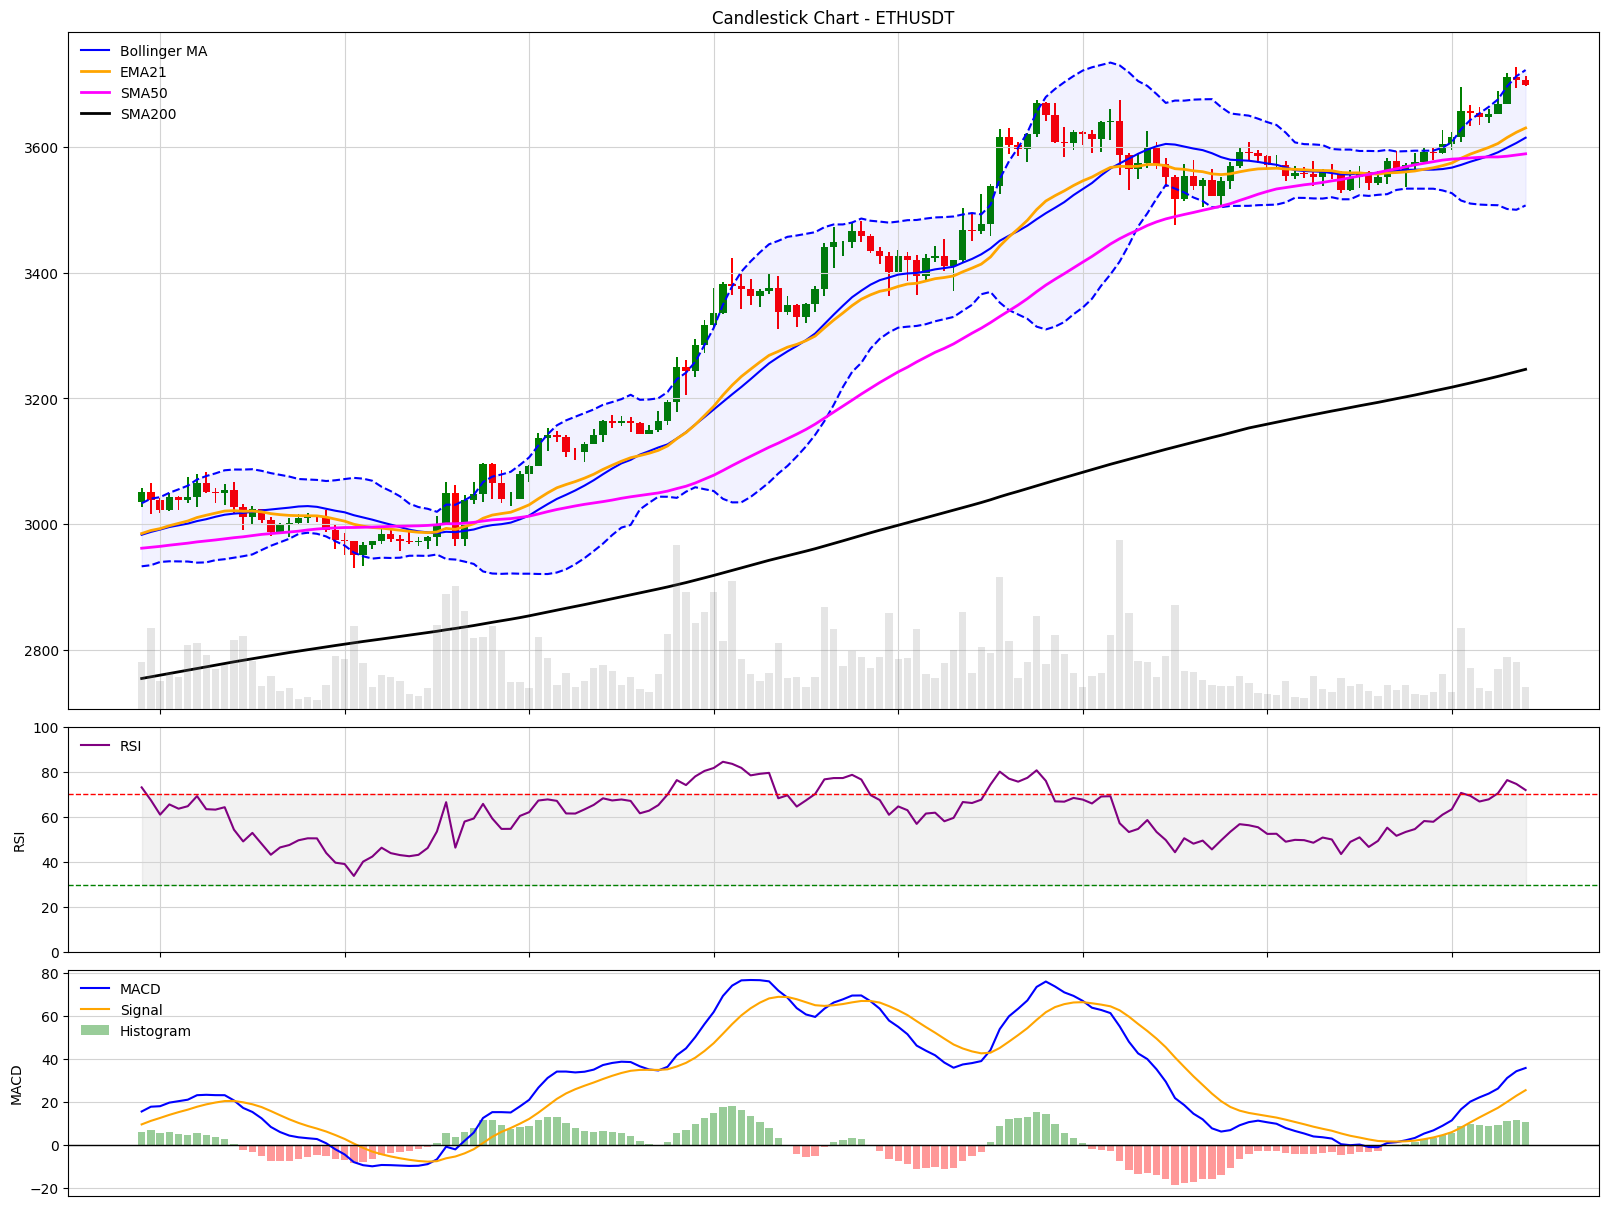 Candlestick Chart - ETHUSDT
Bollinger MA
EMA21
SMA50
SMA200
3600
3400
3200
3000
2800
RSI
100
80
60
40
20
0
RSI
MACD
Signal
Histogram
80
60
40
20
0
−20
MACD